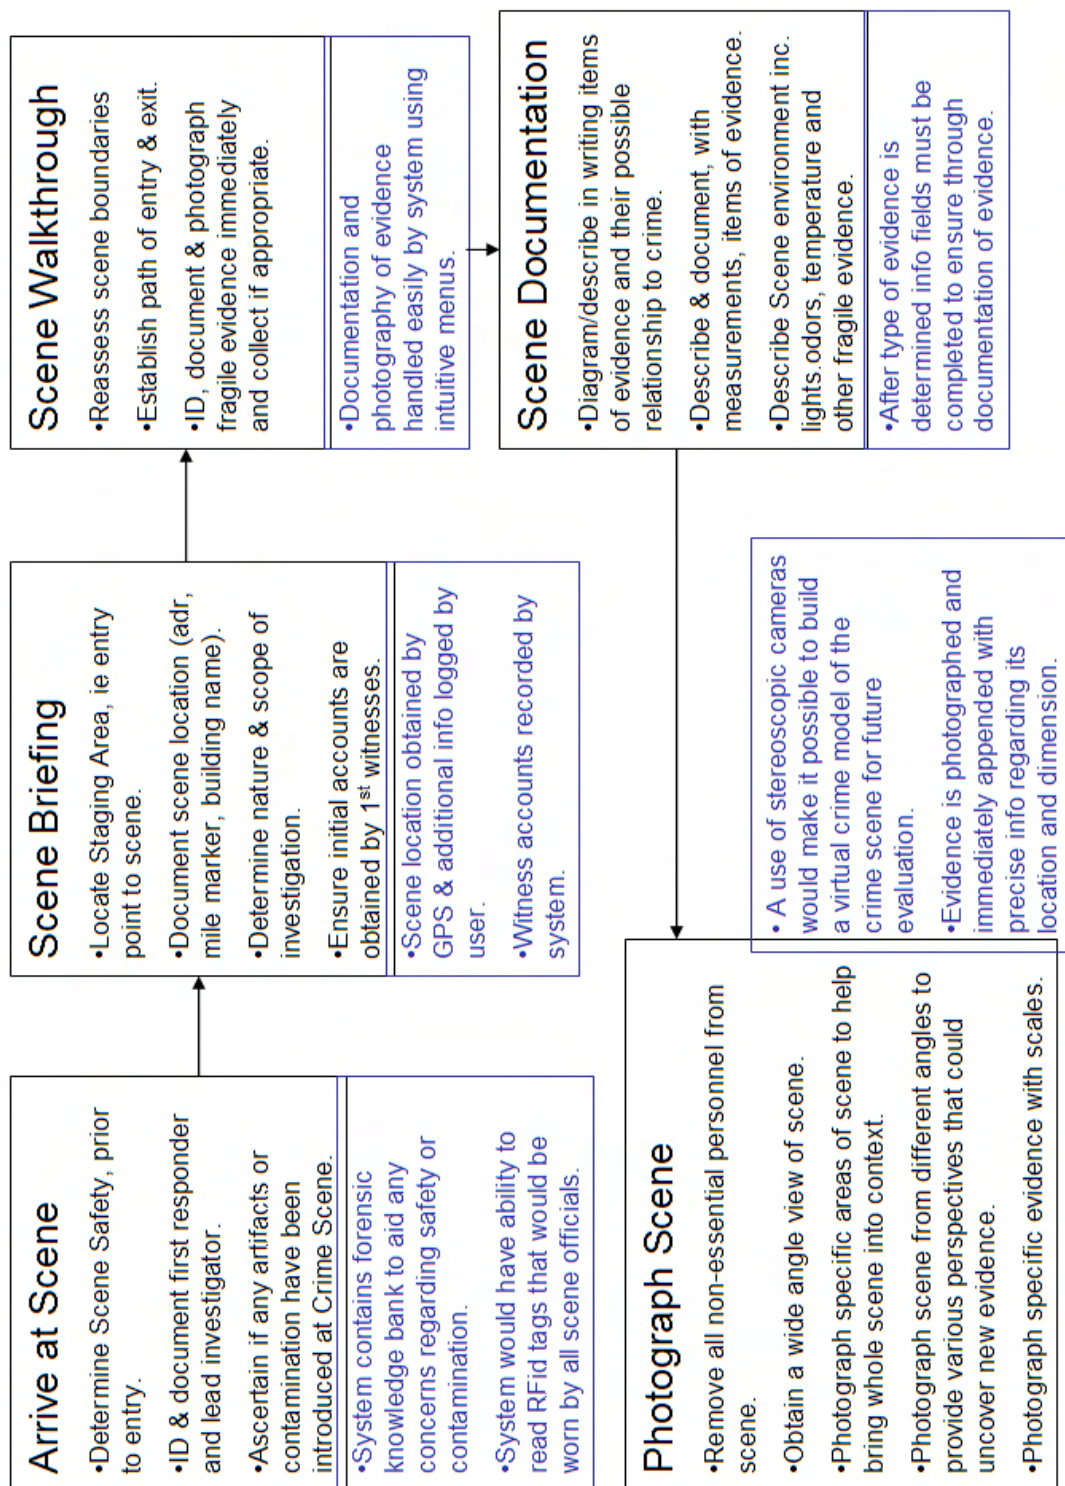 Arrive at Scene
•Determine Scene Safety, prior
to entry.
•ID & document first responder
and lead investigator.
•Ascertain if any artifacts or
contamination have been
introduced at Crime Scene.
•System contains forensic
knowledge bank to aid any
concerns regarding safety or
contamination.
•System would have ability to
read RFid tags that would be
worn by all scene officials.
Scene Briefing
•Locate Staging Area, ie entry
point to scene.
•Document scene location (adr,
mile marker, building name).
•Determine nature & scope of
investigation.
•Ensure initial accounts are
obtained by 1st witnesses.
•Scene location obtained by
GPS & additional info logged by
user.
•Witness accounts recorded by
system.
Scene Walkthrough
•Reassess scene boundaries
•Establish path of entry & exit.
•ID, document & photograph
fragile evidence immediately
and collect if appropriate.
•Documentation and
photography of evidence
handled easily by system using
intuitive menus.
Scene Documentation
•Diagram/describe in writing items
of evidence and their possible
relationship to crime.
•Describe & document, with
measurements, items of evidence.
•Describe Scene environment inc.
lights.odors, temperature and
other fragile evidence.
•After type of evidence is
determined info fields must be
completed to ensure through
documentation of evidence.
Photograph Scene
•Remove all non-essential personnel from
scene.
•Obtain a wide angle view of scene.
•Photograph specific areas of scene to help
bring whole scene into context.
•Photograph scene from different angles to
provide various perspectives that could
uncover new evidence.
•Photograph specific evidence with scales.
• A use of stereoscopic cameras
would make it possible to build
a virtual crime model of the
crime scene for future
evaluation.
•Evidence is photographed and
immediately appended with
precise info regarding its
location and dimension.